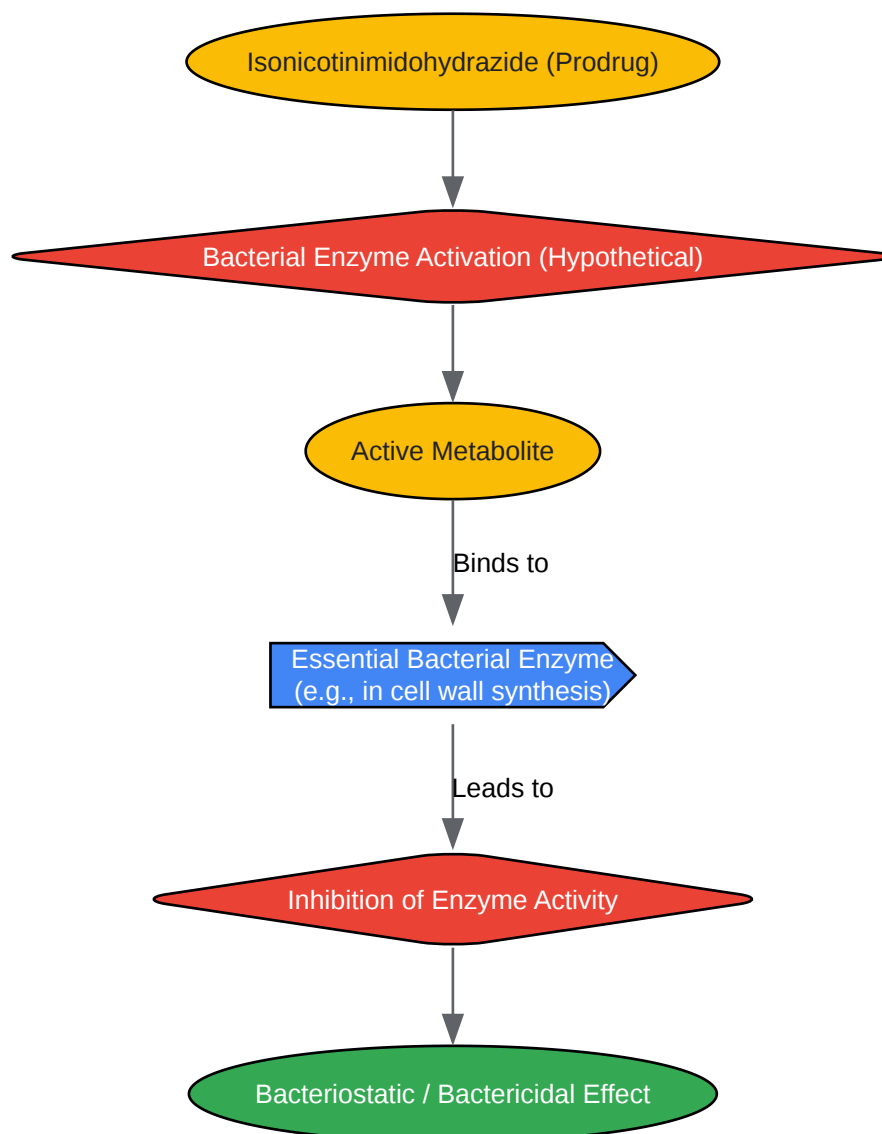 Isonicotinimidohydrazide (Prodrug)
Bacterial Enzyme Activation (Hypothetical)
Active Metabolite
Binds to
Essential Bacterial Enzyme
(e.g., in cell wall synthesis)
Leads to
Inhibition of Enzyme Activity
Bacteriostatic / Bactericidal Effect